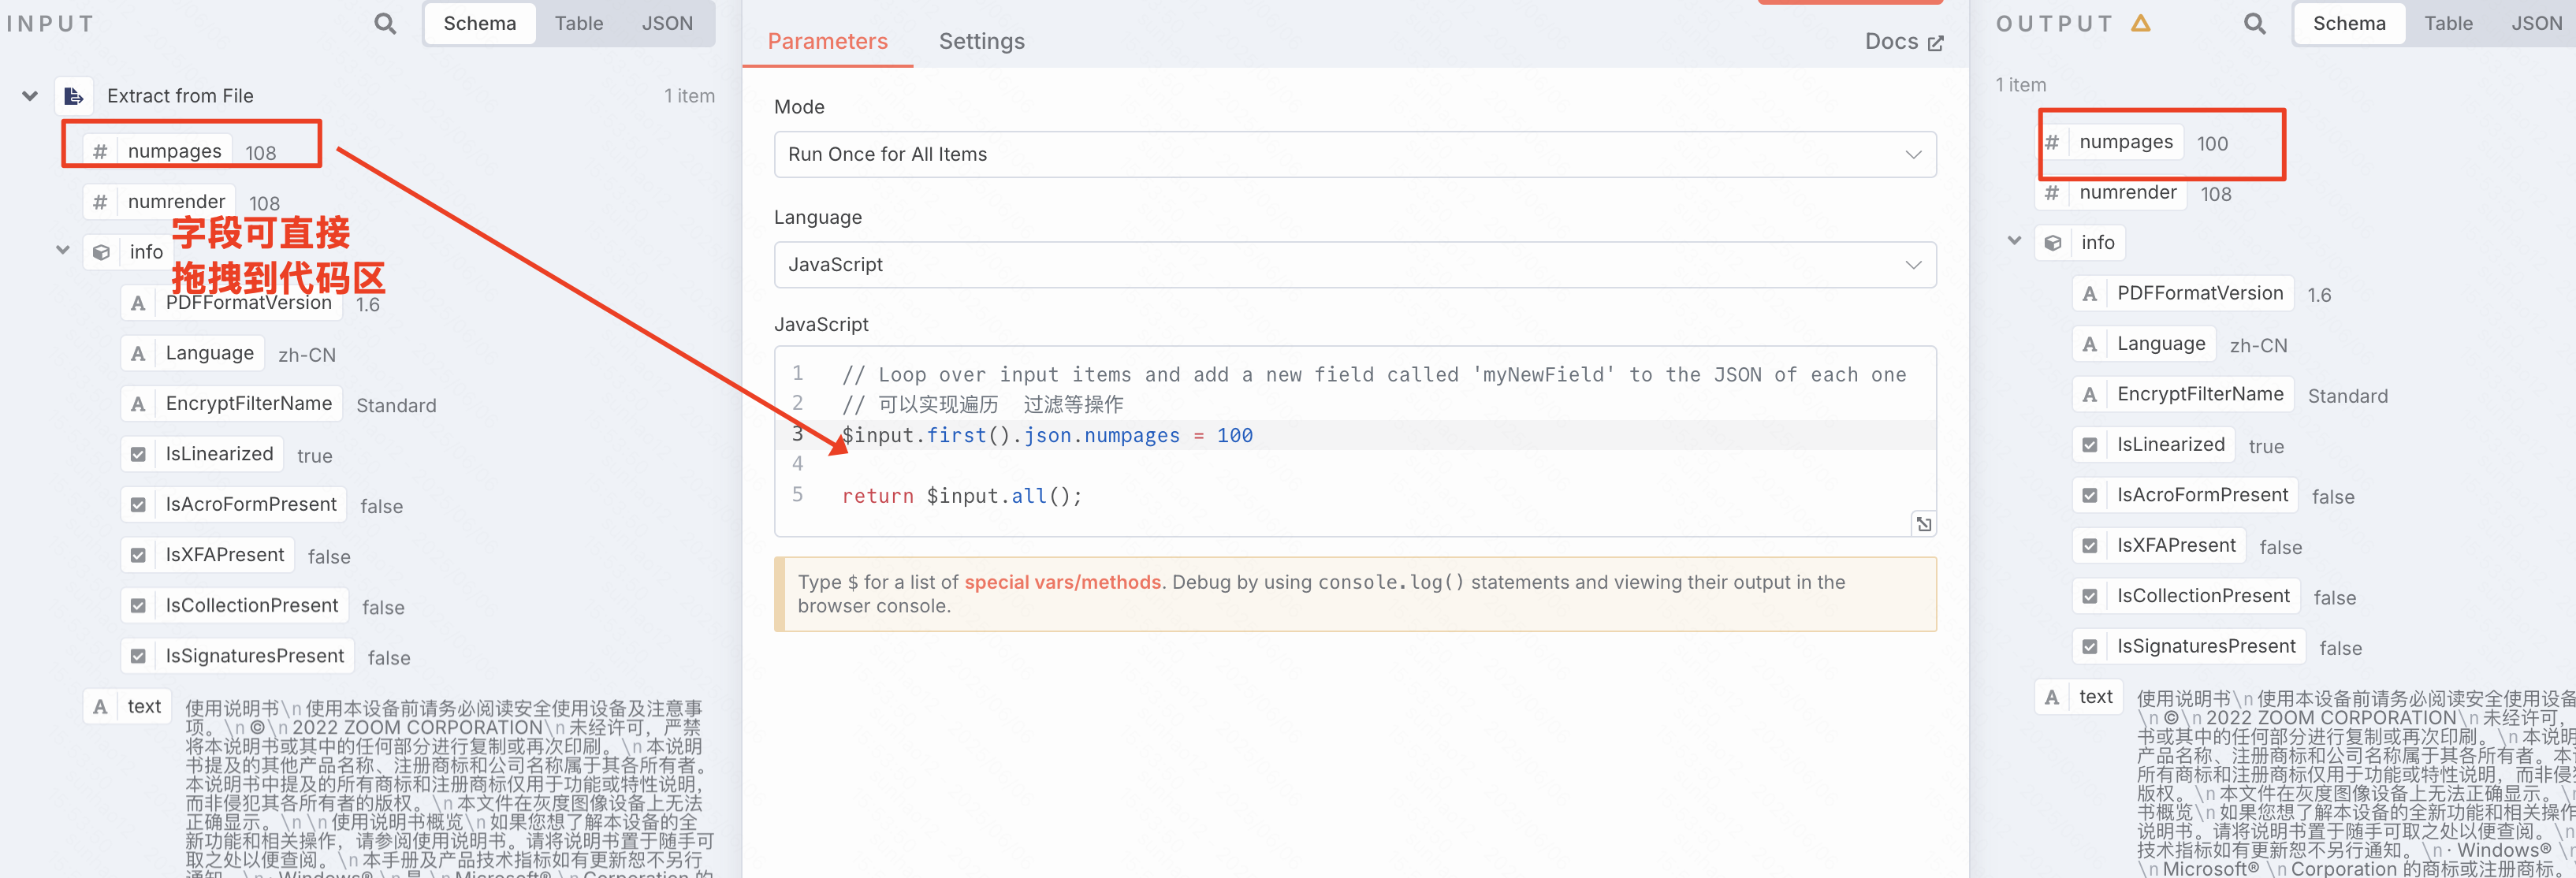 INPUT
Schema
Table
JSON
Extract from File
1 item
# numpages 108
# numrender 108
字段可直接
拖拽到代码区
info
A PDFFormatVersion 1.6
A Language zh-CN
A EncryptFilterName Standard
IsLinearized true
IsAcroFormPresent false
IsXFAPresent false
IsCollectionPresent false
IsSignaturesPresent false
A text 使用说明书\n 使用本设备前请务必阅读安全使用设备及注意事
项。\n ©\n 2022 ZOOM CORPORATION\n 未经许可，严禁
将本说明书或其中的任何部分进行复制或再次印刷。\n 本说明
书提及的其他产品名称、注册商标和公司名称属于其各所有者。
本说明书中提及的所有商标和注册商标仅用于功能或特性说明，
而非侵犯其各所有者的版权。\n 本文件在灰度图像设备上无法
正确显示。\n \n 使用说明书概览\n 如果您想了解本设备的全
新功能和相关操作，请参阅使用说明书。请将说明书置于随手可
取之处以便查阅。\n 本手册及产品技术指标如有更新恕不另行
通知。\n · Windows® \n 是 \n Microsoft® \n Corporation 的
Parameters
Settings
Docs
Mode
Run Once for All Items
Language
JavaScript
JavaScript
1 // Loop over input items and add a new field called 'myNewField' to the JSON of each one
2 // 可以实现遍历 过滤等操作
3 $input.first().json.numpages = 100
4
5 return $input.all();
Type $ for a list of special vars/methods. Debug by using console.log() statements and viewing their output in the
browser console.
OUTPUT
Schema
Table
JSON
1 item
# numpages 100
# numrender 108
info
A PDFFormatVersion 1.6
A Language zh-CN
A EncryptFilterName Standard
IsLinearized true
IsAcroFormPresent false
IsXFAPresent false
IsCollectionPresent false
IsSignaturesPresent false
A text 使用说明书\n 使用本设备前请务必阅读安全使用设备
\n ©\n 2022 ZOOM CORPORATION\n 未经许可，
书或其中的任何部分进行复制或再次印刷。\n 本说明
产品名称、注册商标和公司名称属于其各所有者。本
所有商标和注册商标仅用于功能或特性说明，而非侵
版权。\n 本文件在灰度图像设备上无法正确显示。\
书概览\n 如果您想了解本设备的全新功能和相关操作
说明书。请将说明书置于随手可取之处以便查阅。\n
技术指标如有更新恕不另行通知。\n · Windows® \n
\n Microsoft® \n Corporation 的商标或注册商标。